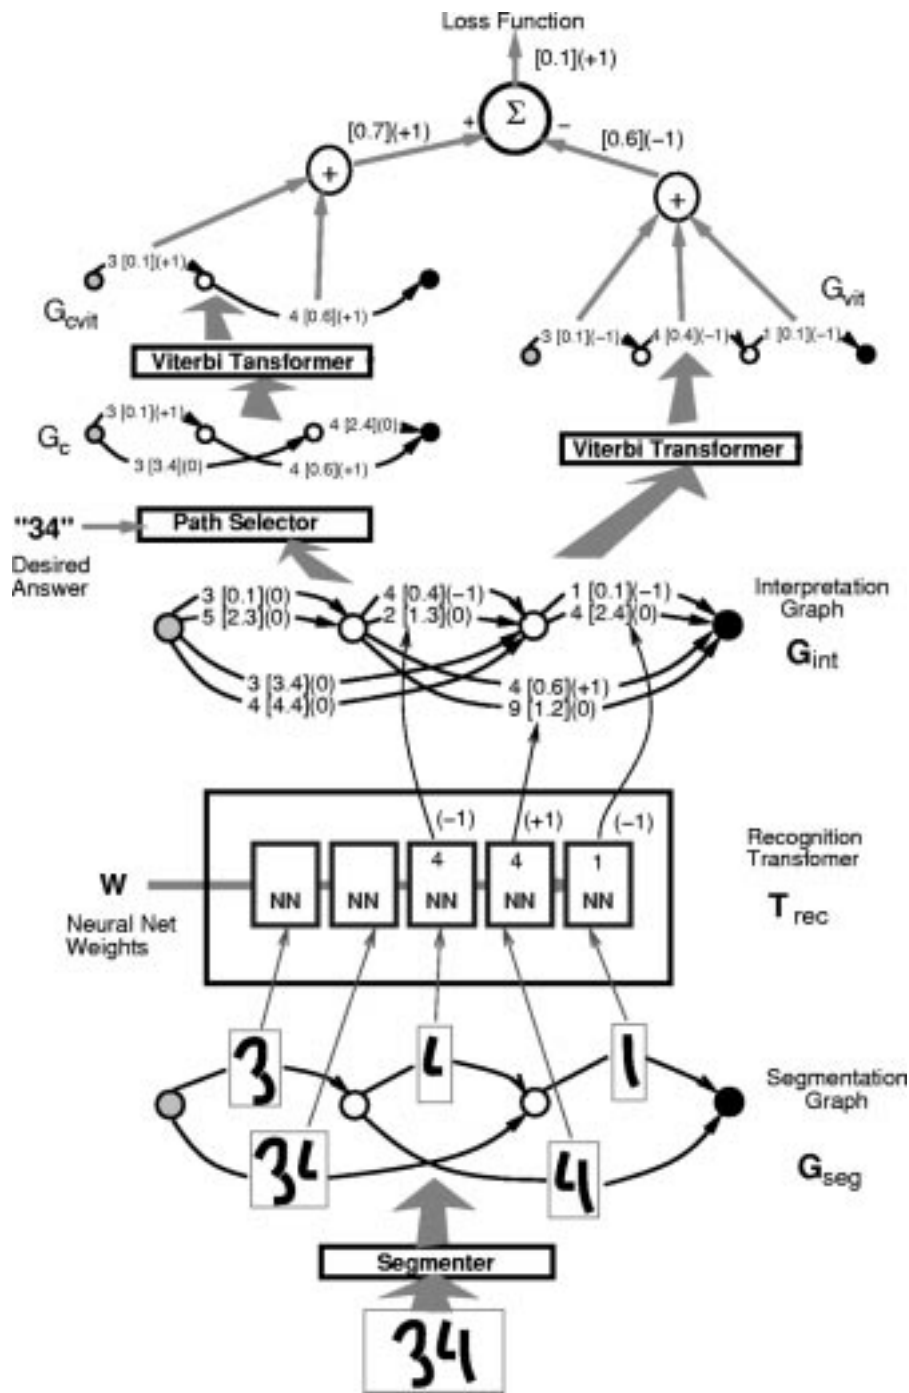 Loss Function
[0.1](+1)
Σ
+
−
[0.7](+1)
[0.6](−1)
+
+
3 [0.1](+1)
4 [0.6](+1)
G_cvit
G_vit
3 [0.1](−1)
4 [0.4](−1)
1 [0.1](−1)
Viterbi Tansformer
3 [0.1](+1)
4 [2.4](0)
G_c
3 [3.4](0)
4 [0.6](+1)
Viterbi Transformer
"34"
Path Selector
Desired
Answer
3 [0.1](0)
4 [0.4](−1)
1 [0.1](−1)
5 [2.3](0)
2 [1.3](0)
4 [2.4](0)
Interpretation
Graph
G_int
3 [3.4](0)
4 [4.4](0)
4 [0.6](+1)
9 [1.2](0)
(−1)
(+1)
(−1)
4
4
1
NN
NN
NN
NN
NN
W
Neural Net
Weights
Recognition
Transfomer
T_rec
3
4
1
34
4
Segmentation
Graph
G_seg
Segmenter
34